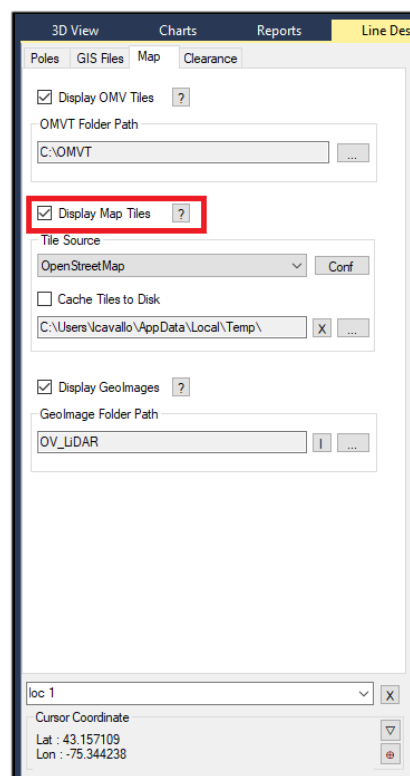 3D View Charts Reports Line Des
Poles GIS Files Map Clearance
Display OMV Tiles ?
OMVT Folder Path
C:\OMVT ...
Display Map Tiles ?
Tile Source
OpenStreetMap Conf
Cache Tiles to Disk
C:\Users\lcavallo\AppData\Local\Temp\ X ...
Display GeoImages ?
GeoImage Folder Path
OV_LiDAR I ...
loc 1 X
Cursor Coordinate
Lat : 43.157109
Lon : -75.344238